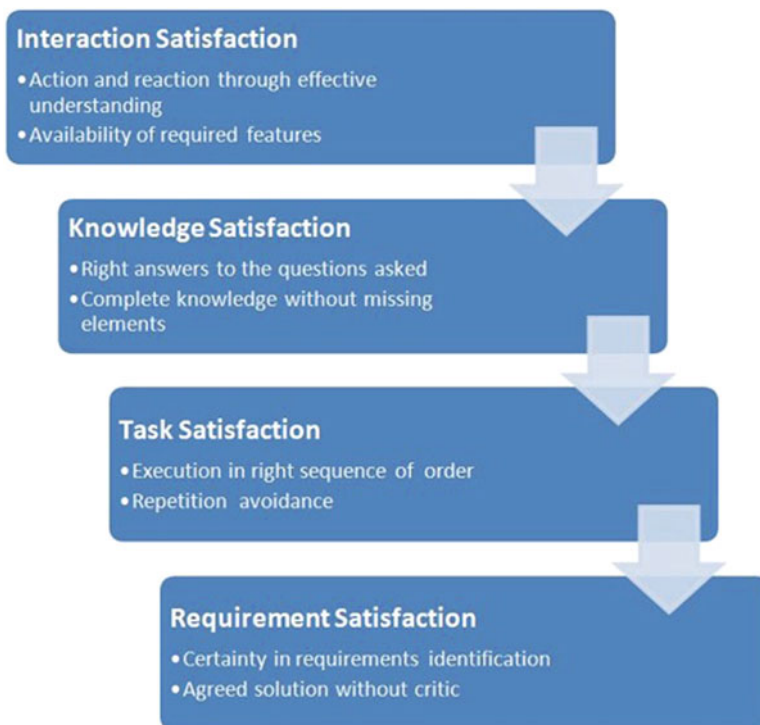 Interaction Satisfaction
•Action and reaction through effective
understanding
•Availability of required features
Knowledge Satisfaction
•Right answers to the questions asked
•Complete knowledge without missing
elements
Task Satisfaction
•Execution in right sequence of order
•Repetition avoidance
Requirement Satisfaction
•Certainty in requirements identification
•Agreed solution without critic